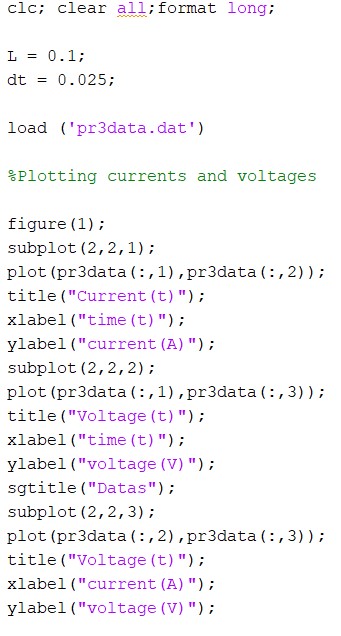 clc; clear all;format long;
L = 0.1;
dt = 0.025;
load ('pr3data.dat')
%Plotting currents and voltages
figure(1);
subplot(2,2,1);
plot(pr3data(:,1),pr3data(:,2));
title("Current(t)");
xlabel("time(t)");
ylabel("current(A)");
subplot(2,2,2);
plot(pr3data(:,1),pr3data(:,3));
title("Voltage(t)");
xlabel("time(t)");
ylabel("voltage(V)");
sgtitle("Datas");
subplot(2,2,3);
plot(pr3data(:,2),pr3data(:,3));
title("Voltage(t)");
xlabel("current(A)");
ylabel("voltage(V)");